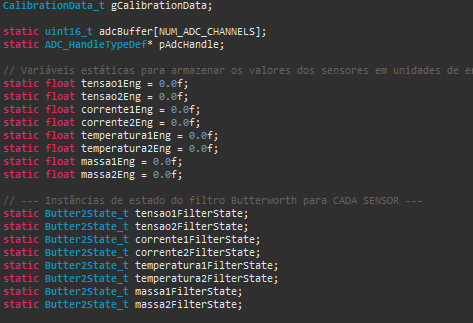 CalibrationData_t gCalibrationData;
static uint16_t adcBuffer[NUM_ADC_CHANNELS];
static ADC_HandleTypeDef* pAdcHandle;
// Variáveis estáticas para armazenar os valores dos sensores em unidades de
static float tensao1Eng = 0.0f;
static float tensao2Eng = 0.0f;
static float corrente1Eng = 0.0f;
static float corrente2Eng = 0.0f;
static float temperatura1Eng = 0.0f;
static float temperatura2Eng = 0.0f;
static float massa1Eng = 0.0f;
static float massa2Eng = 0.0f;
// --- Instâncias de estado do filtro Butterworth para CADA SENSOR ---
static Butter2State_t tensao1FilterState;
static Butter2State_t tensao2FilterState;
static Butter2State_t corrente1FilterState;
static Butter2State_t corrente2FilterState;
static Butter2State_t temperatura1FilterState;
static Butter2State_t temperatura2FilterState;
static Butter2State_t massa1FilterState;
static Butter2State_t massa2FilterState;